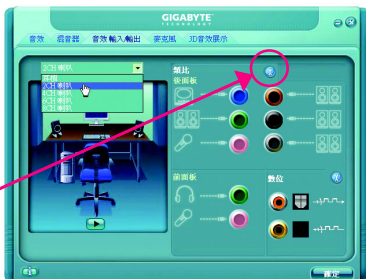 GIGABYTE
TECHNOLOGY
音效 混音器 音效輸入/輸出 麥克風 3D音效展示
2CH 喇叭
耳機
2CH 喇叭
4CH 喇叭
6CH 喇叭
8CH 喇叭
類比
後面板
前面板
數位
確定